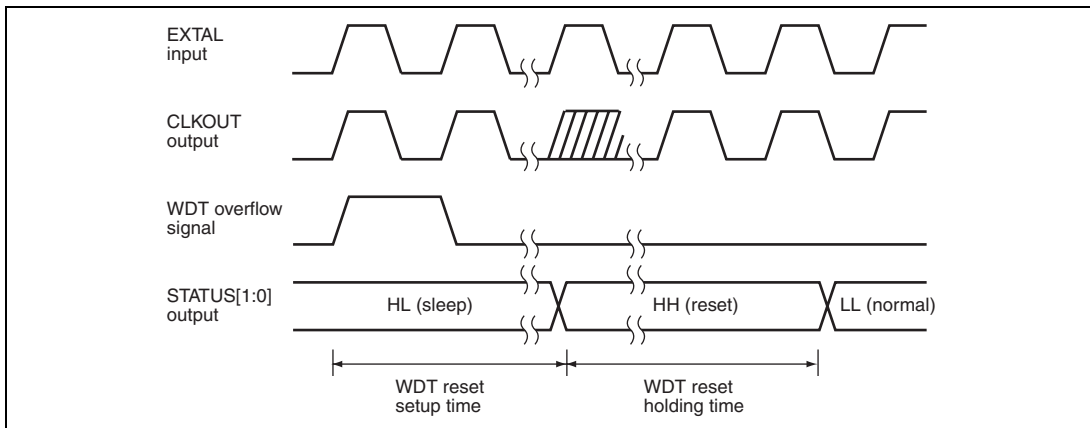 EXTAL
input
CLKOUT
output
WDT overflow
signal
STATUS[1:0]
output
HL (sleep)
HH (reset)
LL (normal)
WDT reset
setup time
WDT reset
holding time